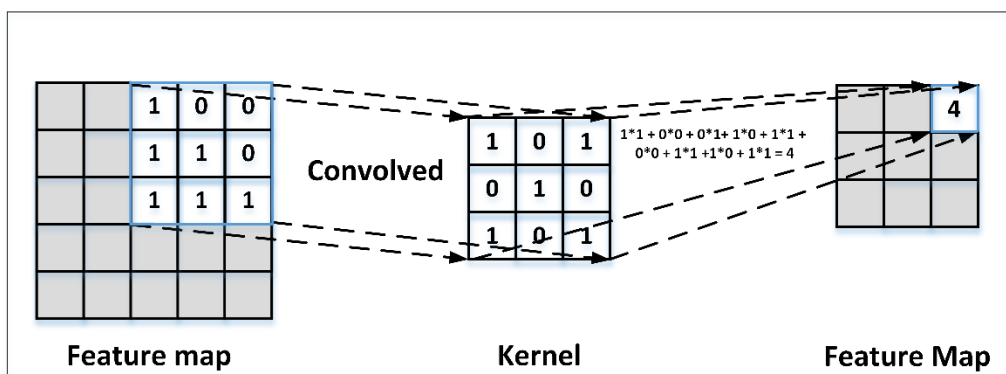 1 0 0
1 1 0
1 1 1
Convolved
1 0 1
0 1 0
1 0 1
1*1 + 0*0 + 0*1+ 1*0 + 1*1 +
0*0 + 1*1 +1*0 + 1*1 = 4
4
Feature map
Kernel
Feature Map